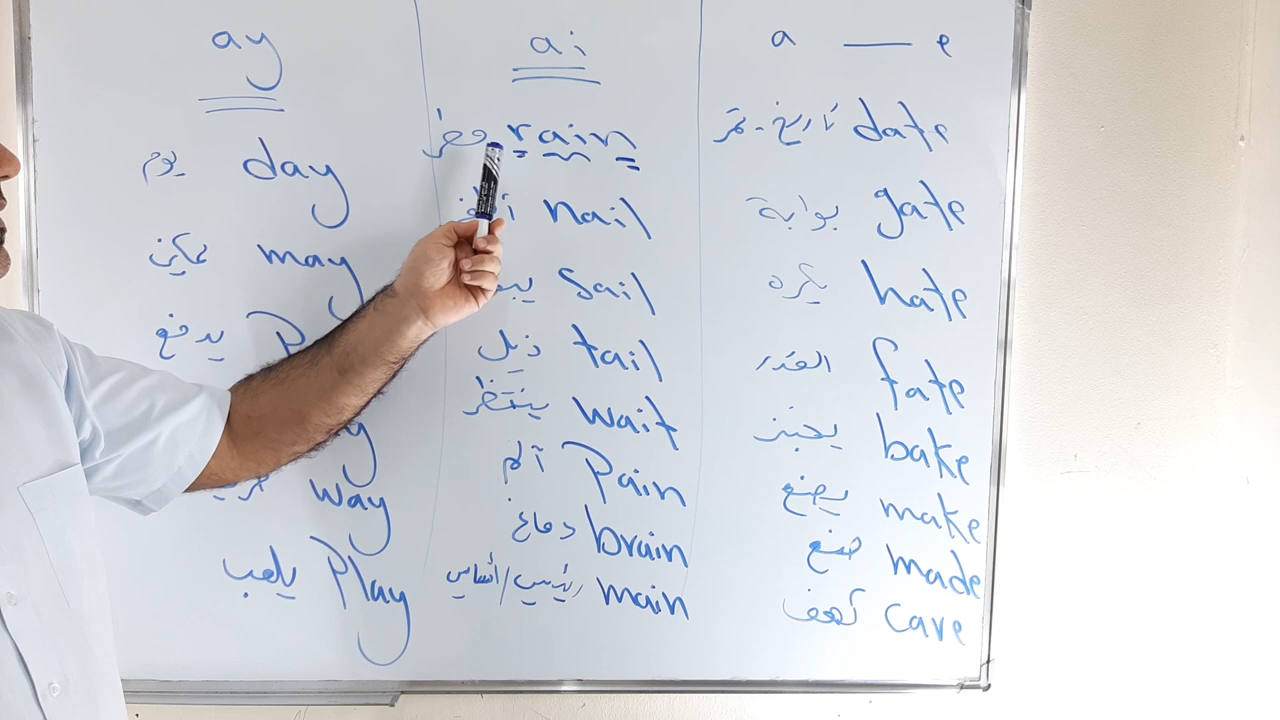 ay ai a — e
rain مطر date تاريخ - تمر
day يوم
nail gate بوابة
may يمكن
sail hate يكره
يدفع
tail ذيل fate القدر
wait ينتظر
bake يخبز
pain ألم
way make يصنع
brain دماغ
made صنع
play يلعب
main رئيسي/أساسي
cave كهف